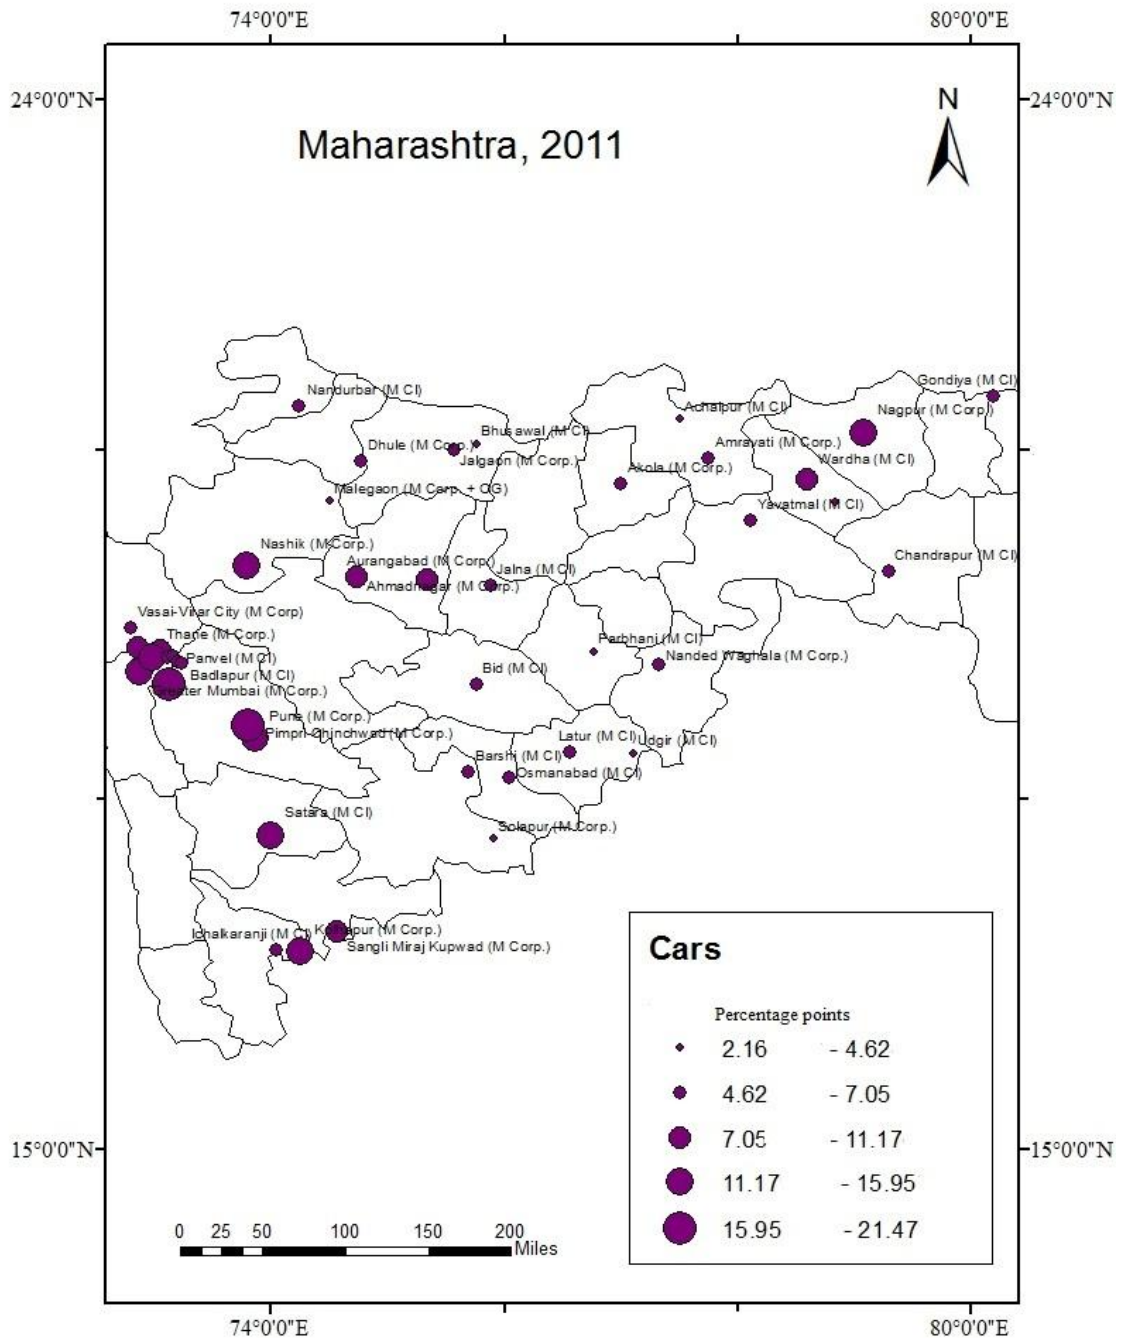 74°0'0"E 80°0'0"E
24°0'0"N 24°0'0"N
N
Maharashtra, 2011
Gondiya (M Cl)
Nandurbar (M Cl)
Achalpur (M Cl)
Nagpur (M Corp.)
Bhusawal (M Cl)
Dhule (M Corp.)
Amravati (M Corp.)
Jalgaon (M Corp.)
Wardha (M Cl)
Akola (M Corp.)
Malegaon (M Corp. + OG)
Yavatmal (M Cl)
Nashik (M Corp.)
Chandrapur (M Cl)
Aurangabad (M Corp.)
Jalna (M Cl)
Ahmadnagar (M Corp.)
Vasai-Virar City (M Corp)
Thane (M Corp.)
Parbhani (M Cl)
Panvel (M Cl)
Nanded Waghala (M Corp.)
Bid (M Cl)
Badlapur (M Cl)
Greater Mumbai (M Corp.)
Pune (M Corp.)
Pimpri Chinchwad (M Corp.)
Latur (M Cl)
Udgir (M Cl)
Barshi (M Cl)
Osmanabad (M Cl)
Satara (M Cl)
Solapur (M Corp.)
Ichalkaranji (M Cl)
Kolhapur (M Corp.)
Sangli Miraj Kupwad (M Corp.)
Cars
Percentage points
2.16 - 4.62
4.62 - 7.05
7.05 - 11.17
11.17 - 15.95
15.95 - 21.47
15°0'0"N 15°0'0"N
0 25 50 100 150 200
Miles
74°0'0"E 80°0'0"E